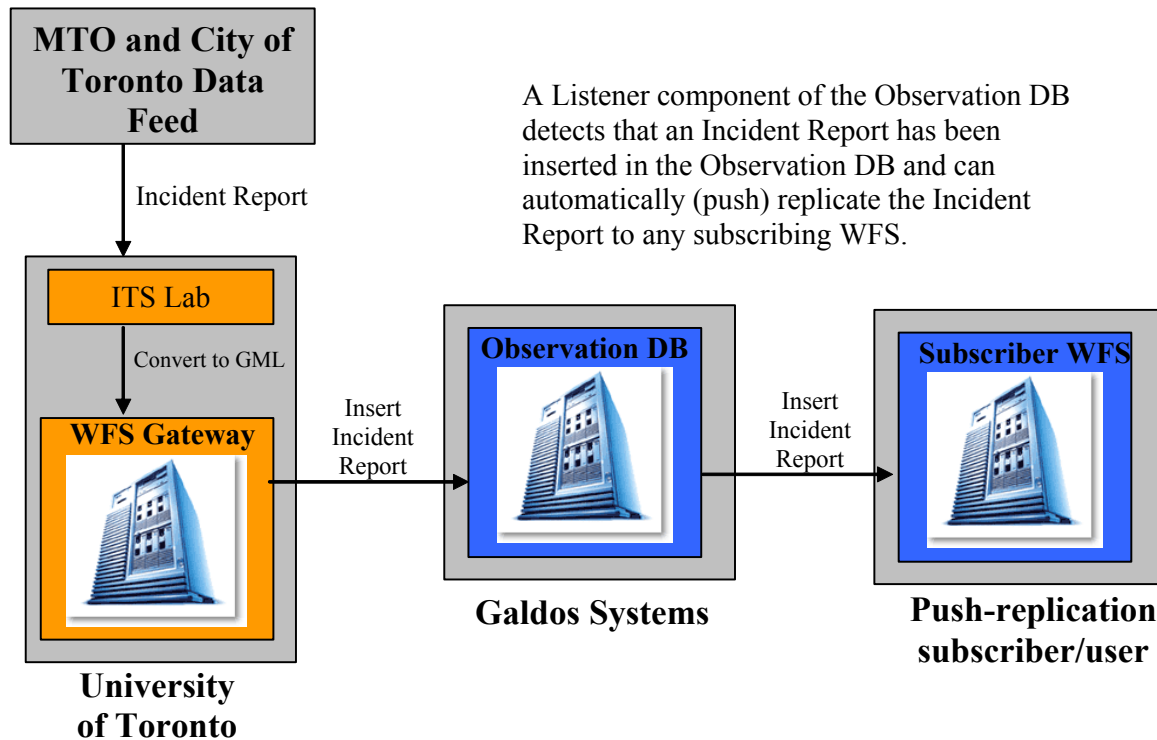 MTO and City of
Toronto Data
Feed
A Listener component of the Observation DB
detects that an Incident Report has been
inserted in the Observation DB and can
automatically (push) replicate the Incident
Report to any subscribing WFS.
Incident Report
ITS Lab
Convert to GML
WFS Gateway
University
of Toronto
Insert
Incident
Report
Observation DB
Galdos Systems
Insert
Incident
Report
Subscriber WFS
Push-replication
subscriber/user